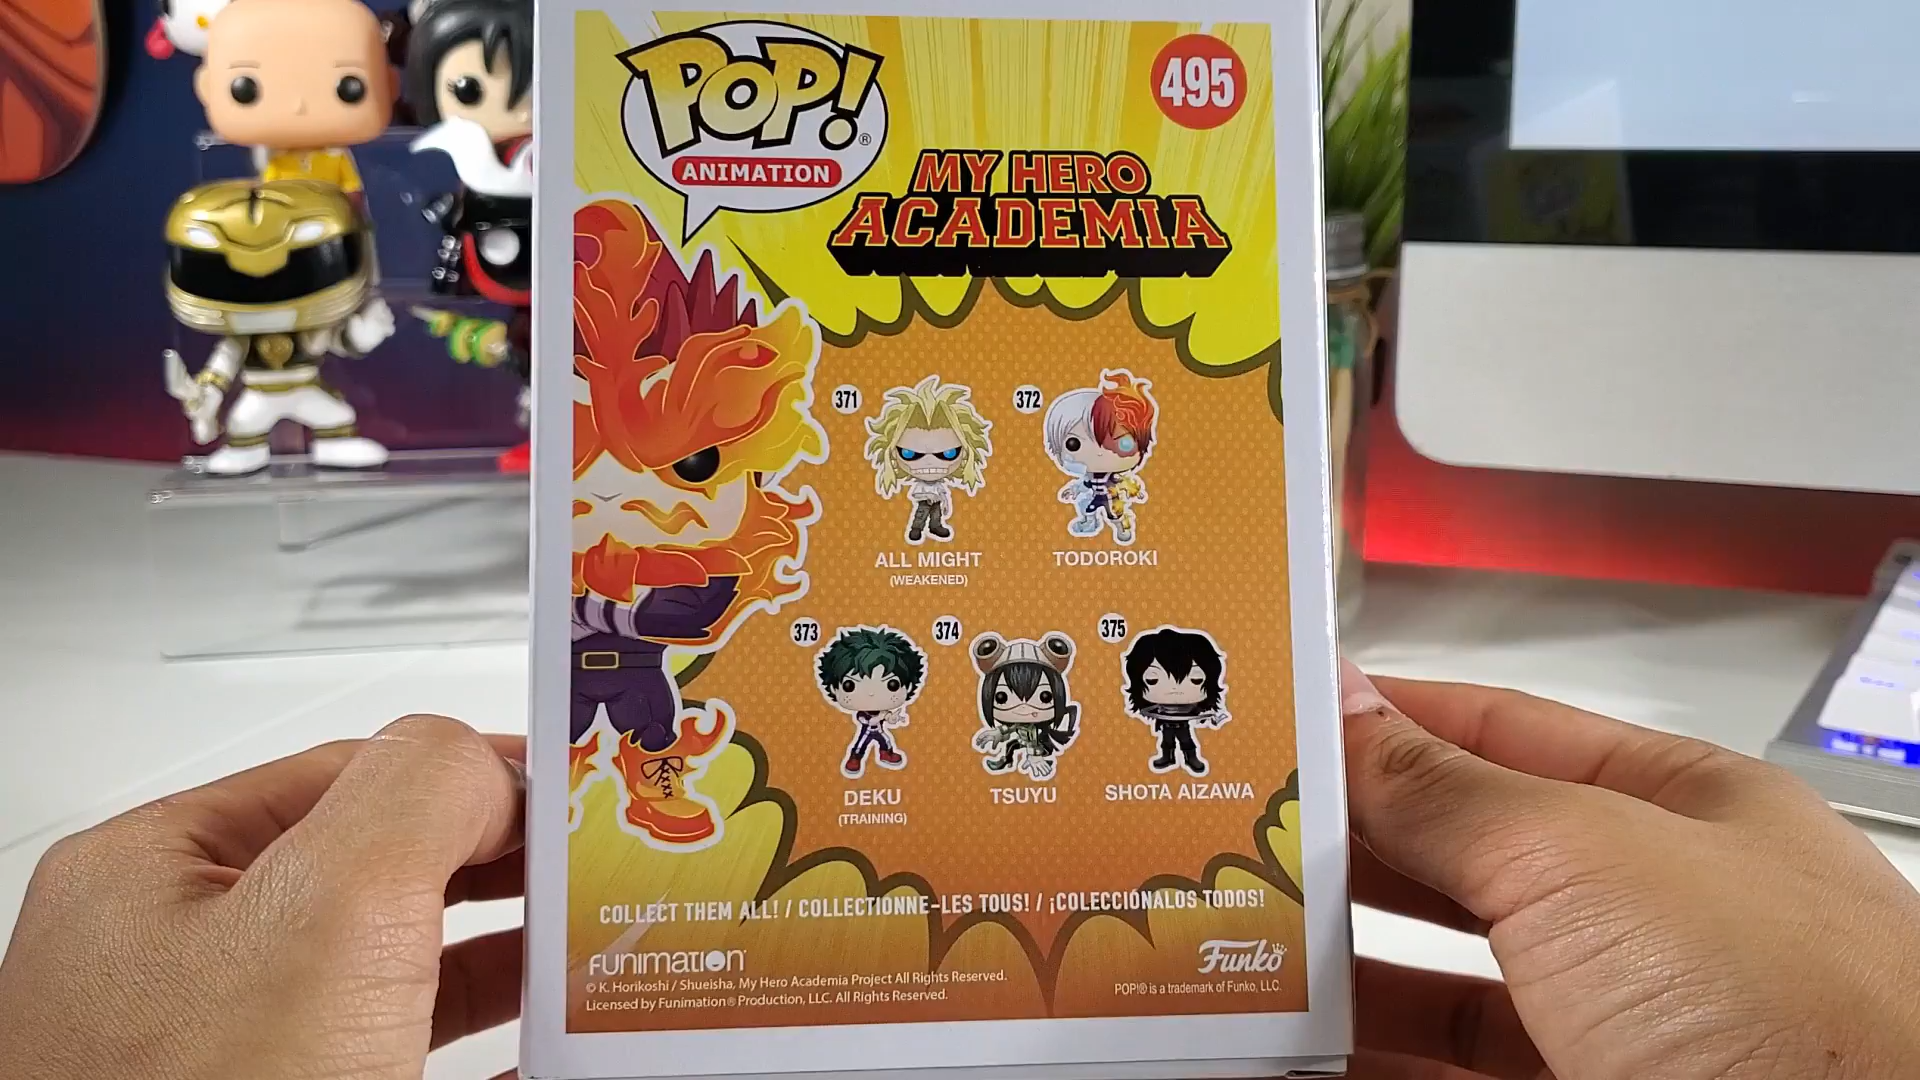 POP!®
ANIMATION
495
MY HERO
ACADEMIA
371
372
ALL MIGHT
(WEAKENED)
TODOROKI
373
374
375
DEKU
(TRAINING)
TSUYU
SHOTA AIZAWA
COLLECT THEM ALL! / COLLECTIONNE-LES TOUS! / ¡COLECCIÓNALOS TODOS!
FUNIMATION®
© K. Horikoshi / Shueisha, My Hero Academia Project All Rights Reserved.
Licensed by Funimation® Production, LLC. All Rights Reserved.
Funko
POP!® is a trademark of Funko, LLC.